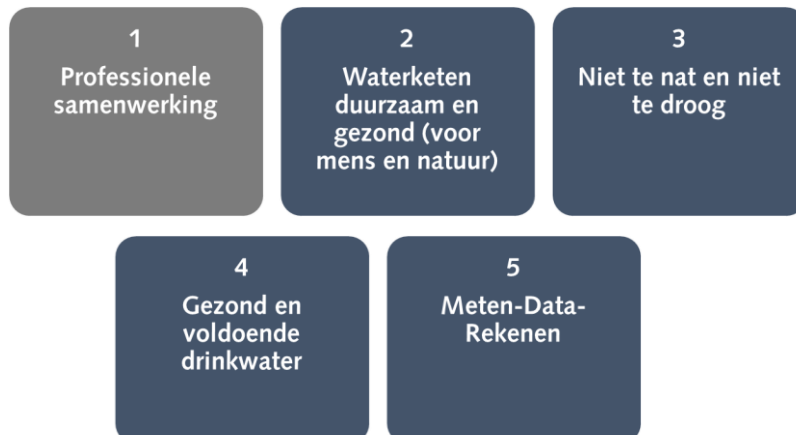 1
Professionele
samenwerking
2
Waterketen
duurzaam en
gezond (voor
mens en natuur)
3
Niet te nat en niet
te droog
4
Gezond en
voldoende
drinkwater
5
Meten-Data-
Rekenen